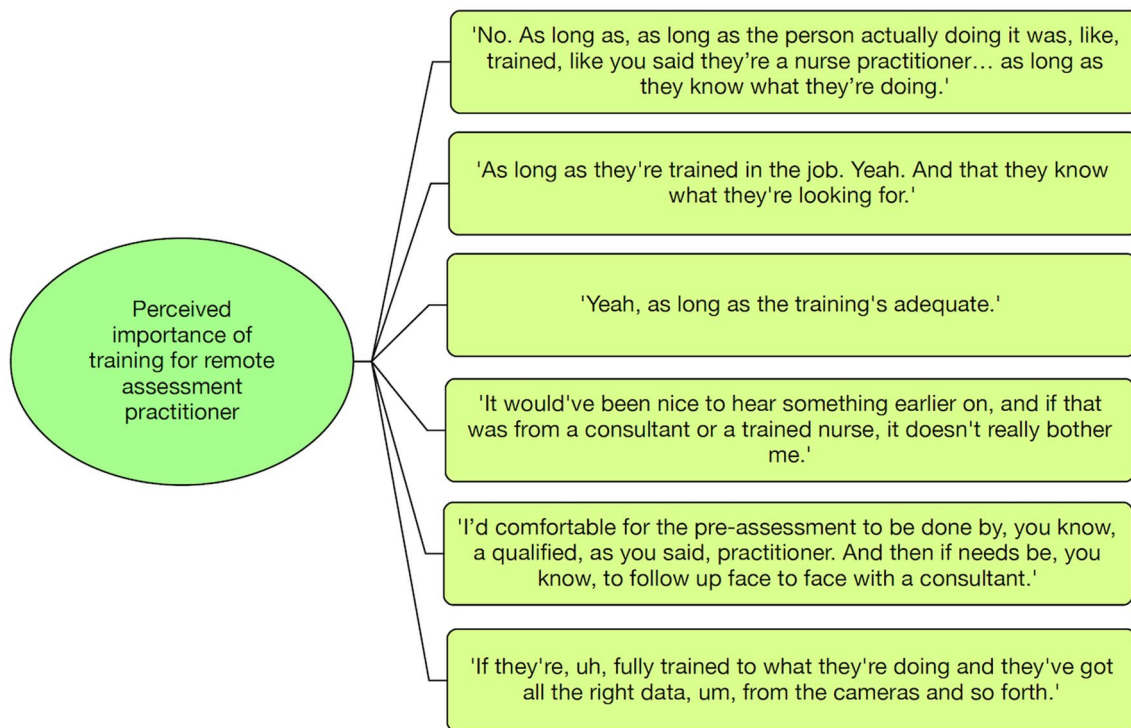 Perceived
importance of
training for remote
assessment
practitioner
'No. As long as, as long as the person actually doing it was, like,
trained, like you said they’re a nurse practitioner… as long as
they know what they’re doing.'
'As long as they're trained in the job. Yeah. And that they know
what they're looking for.'
'Yeah, as long as the training's adequate.'
'It would've been nice to hear something earlier on, and if that
was from a consultant or a trained nurse, it doesn't really bother
me.'
'I’d comfortable for the pre-assessment to be done by, you know,
a qualified, as you said, practitioner. And then if needs be, you
know, to follow up face to face with a consultant.'
'If they're, uh, fully trained to what they're doing and they've got
all the right data, um, from the cameras and so forth.'